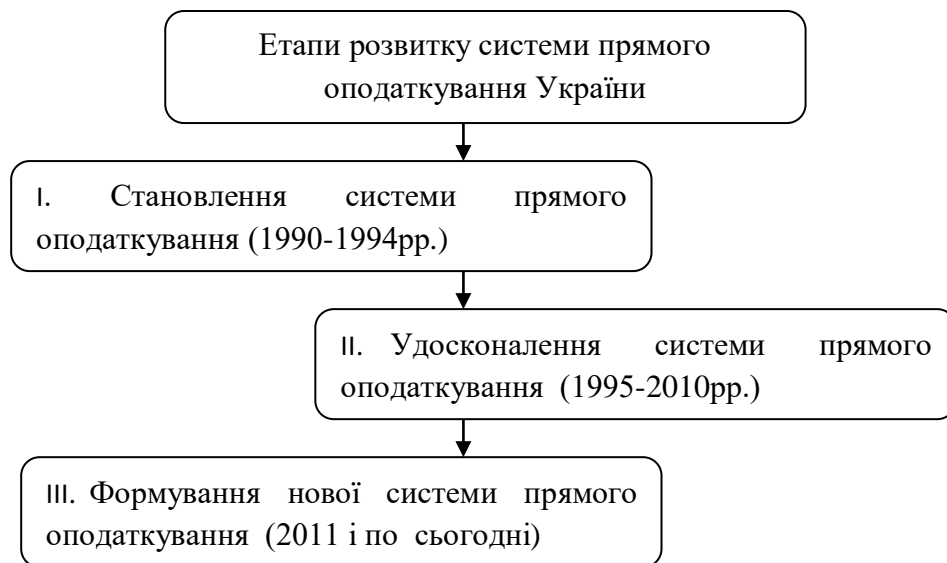 Етапи розвитку системи прямого
оподаткування України
I. Становлення системи прямого
оподаткування (1990-1994рр.)
II. Удосконалення системи прямого
оподаткування (1995-2010рр.)
III. Формування нової системи прямого
оподаткування (2011 і по сьогодні)